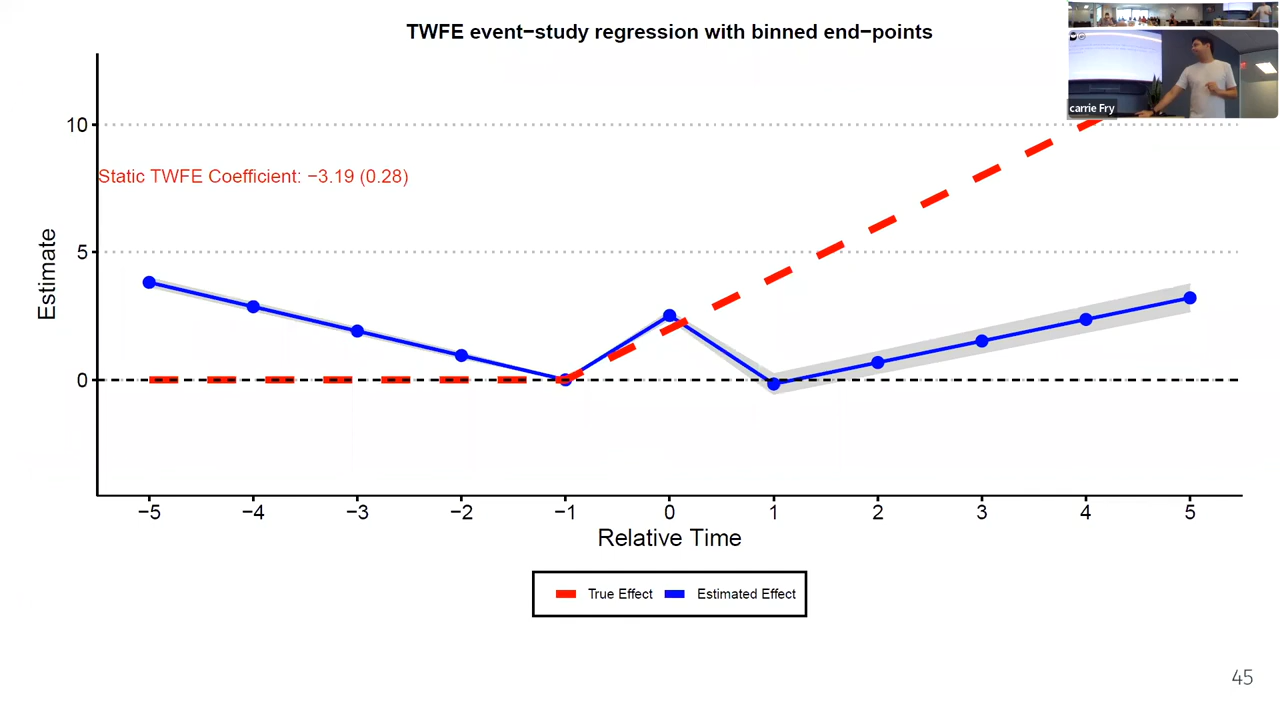 TWFE event−study regression with binned end−points
carrie Fry
10
Static TWFE Coefficient: −3.19 (0.28)
5
Estimate
0
−5 −4 −3 −2 −1 0 1 2 3 4 5
Relative Time
True Effect Estimated Effect
45